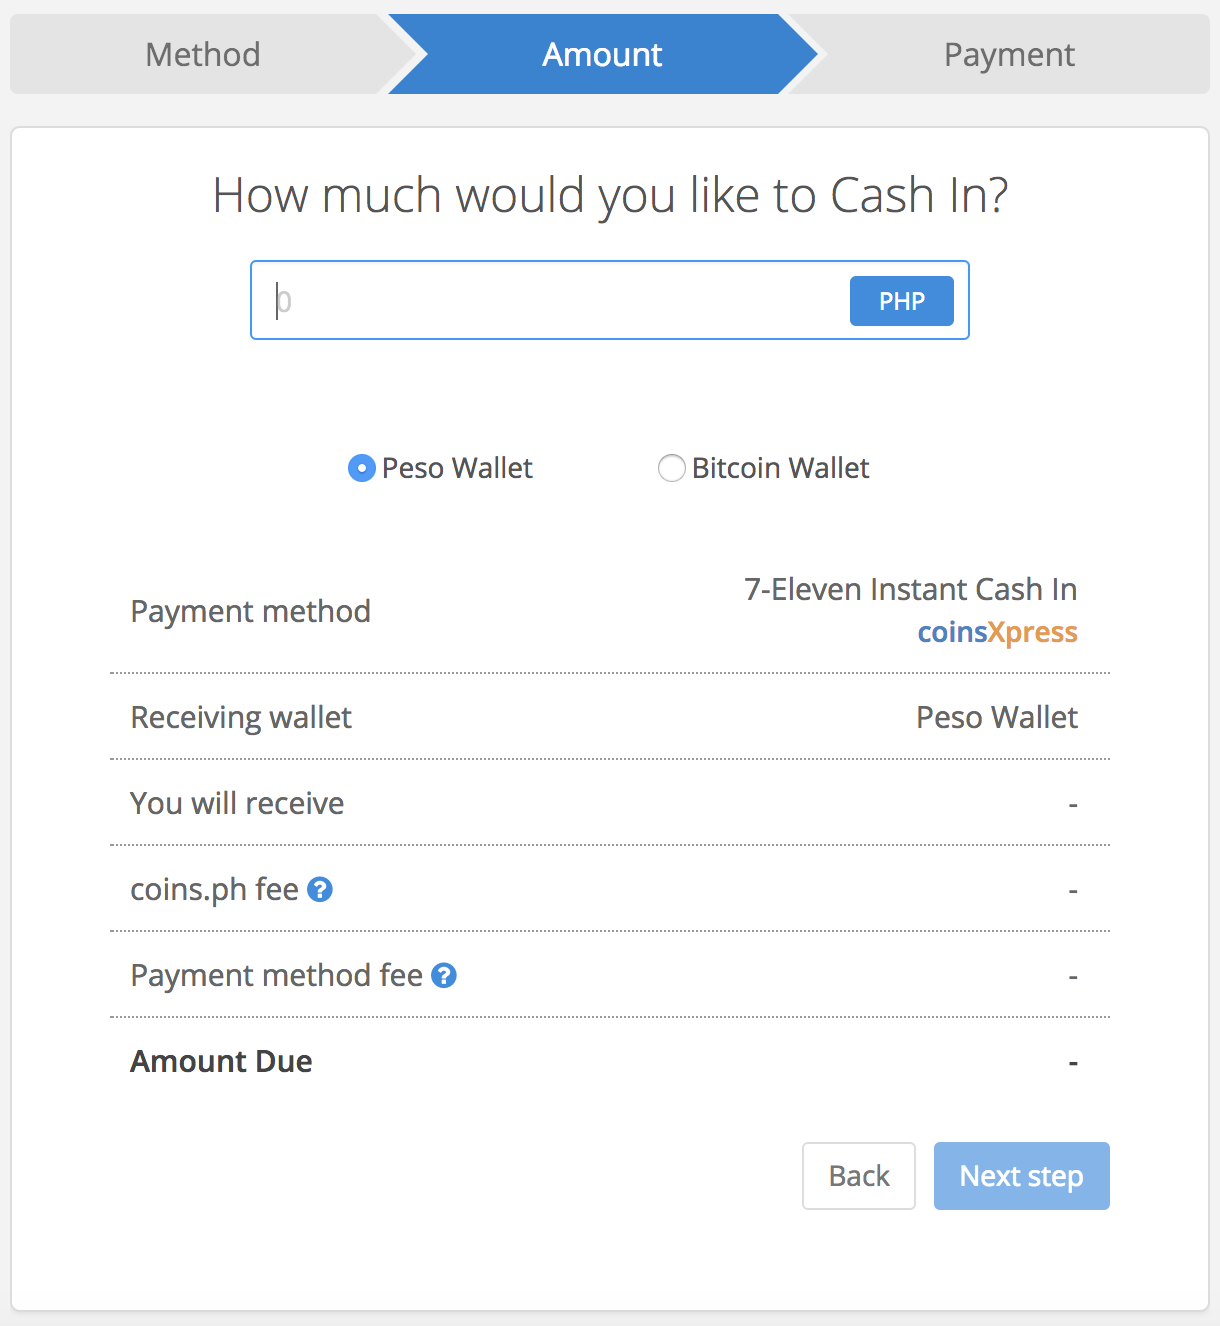 Method Amount Payment
How much would you like to Cash In?
0 PHP
Peso Wallet Bitcoin Wallet
Payment method 7-Eleven Instant Cash In
coinsXpress
Receiving wallet Peso Wallet
You will receive -
coins.ph fee ? -
Payment method fee ? -
Amount Due -
Back Next step